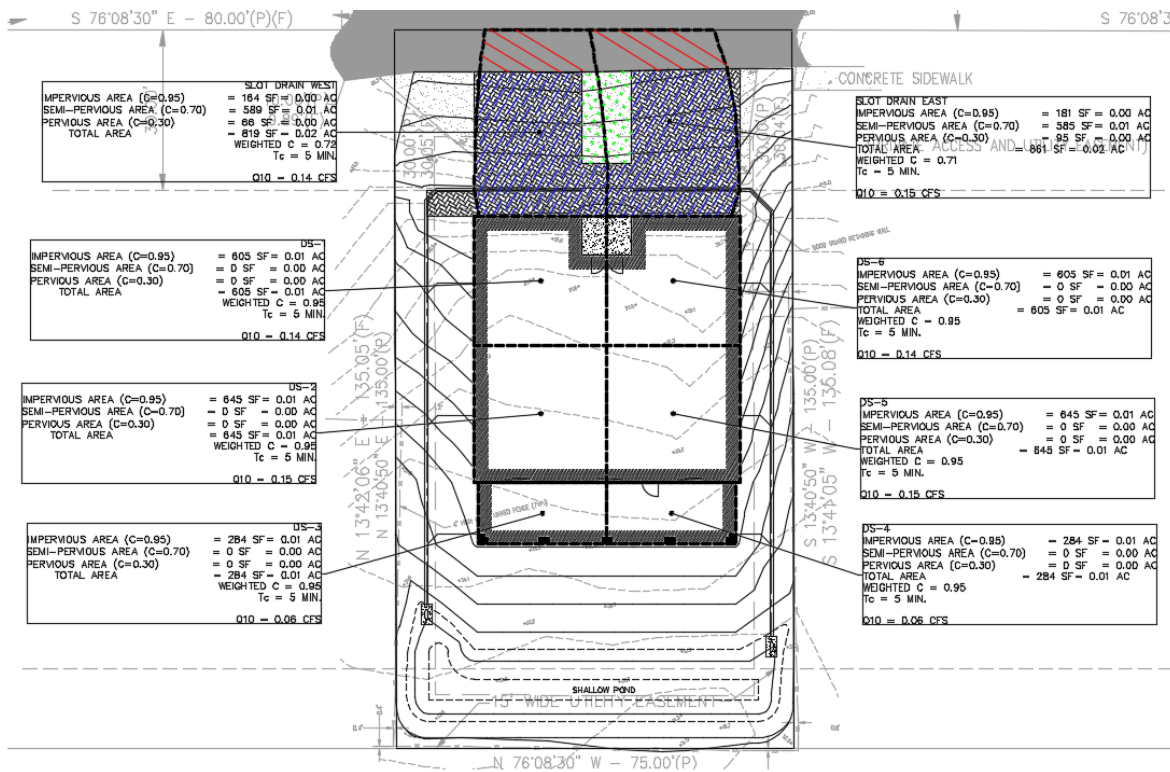 S 76°08'30" E - 80.00'(P)(F)
S 76°08'3
SLOT DRAIN WEST
IMPERVIOUS AREA (C=0.95) = 164 SF = 0.00 AC
SEMI-PERVIOUS AREA (C=0.70) = 589 SF = 0.01 AC
PERVIOUS AREA (C=0.30) = 66 SF = 0.00 AC
TOTAL AREA = 819 SF = 0.02 AC
WEIGHTED C = 0.72
Tc = 5 MIN.
Q10 = 0.14 CFS
CONCRETE SIDEWALK
SLOT DRAIN EAST
IMPERVIOUS AREA (C=0.95) = 181 SF = 0.00 AC
SEMI-PERVIOUS AREA (C=0.70) = 585 SF = 0.01 AC
PERVIOUS AREA (C=0.30) = 95 SF = 0.00 AC
TOTAL AREA = 861 SF = 0.02 AC
ACCESS AND UTILITY EASEMENT)
WEIGHTED C = 0.71
Tc = 5 MIN.
Q10 = 0.15 CFS
30.00'(P)
30.05'(F)
30.00'(P)
DS-1
IMPERVIOUS AREA (C=0.95) = 605 SF = 0.01 AC
SEMI-PERVIOUS AREA (C=0.70) = 0 SF = 0.00 AC
PERVIOUS AREA (C=0.30) = 0 SF = 0.00 AC
TOTAL AREA = 605 SF = 0.01 AC
WEIGHTED C = 0.95
Tc = 5 MIN.
Q10 = 0.14 CFS
DS-6
IMPERVIOUS AREA (C=0.95) = 605 SF = 0.01 AC
SEMI-PERVIOUS AREA (C=0.70) = 0 SF = 0.00 AC
PERVIOUS AREA (C=0.30) = 0 SF = 0.00 AC
TOTAL AREA = 605 SF = 0.01 AC
WEIGHTED C = 0.95
Tc = 5 MIN.
Q10 = 0.14 CFS
DS-2
IMPERVIOUS AREA (C=0.95) = 645 SF = 0.01 AC
SEMI-PERVIOUS AREA (C=0.70) = 0 SF = 0.00 AC
PERVIOUS AREA (C=0.30) = 0 SF = 0.00 AC
TOTAL AREA = 645 SF = 0.01 AC
WEIGHTED C = 0.95
Tc = 5 MIN.
Q10 = 0.15 CFS
DS-5
IMPERVIOUS AREA (C=0.95) = 645 SF = 0.01 AC
SEMI-PERVIOUS AREA (C=0.70) = 0 SF = 0.00 AC
PERVIOUS AREA (C=0.30) = 0 SF = 0.00 AC
TOTAL AREA = 645 SF = 0.01 AC
WEIGHTED C = 0.95
Tc = 5 MIN.
Q10 = 0.15 CFS
N 13°42'06" E - 135.05'(F)
N 13°40'50" E - 135.00'(P)
S 13°40'50" W - 135.00'(P)
S 13°41'05" W - 135.08'(F)
DS-3
IMPERVIOUS AREA (C=0.95) = 284 SF = 0.01 AC
SEMI-PERVIOUS AREA (C=0.70) = 0 SF = 0.00 AC
PERVIOUS AREA (C=0.30) = 0 SF = 0.00 AC
TOTAL AREA = 284 SF = 0.01 AC
WEIGHTED C = 0.95
Tc = 5 MIN.
Q10 = 0.06 CFS
DS-4
IMPERVIOUS AREA (C=0.95) = 284 SF = 0.01 AC
SEMI-PERVIOUS AREA (C=0.70) = 0 SF = 0.00 AC
PERVIOUS AREA (C=0.30) = 0 SF = 0.00 AC
TOTAL AREA = 284 SF = 0.01 AC
WEIGHTED C = 0.95
Tc = 5 MIN.
Q10 = 0.06 CFS
SHALLOW POND
15' WIDE UTILITY EASEMENT
N 76°08'30" W - 75.00'(P)